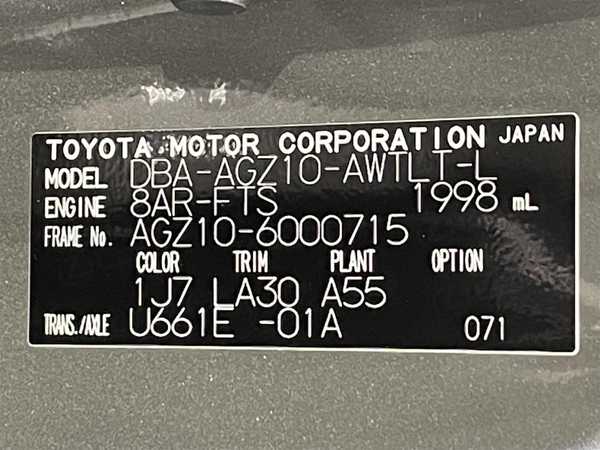 TOYOTA MOTOR CORPORATION JAPAN
MODEL DBA-AGZ10-AWTLT-L
ENGINE 8AR-FTS 1998 mL
FRAME No. AGZ10-6000715
COLOR TRIM PLANT OPTION
1J7 LA30 A55
TRANS./AXLE U661E -01A 071